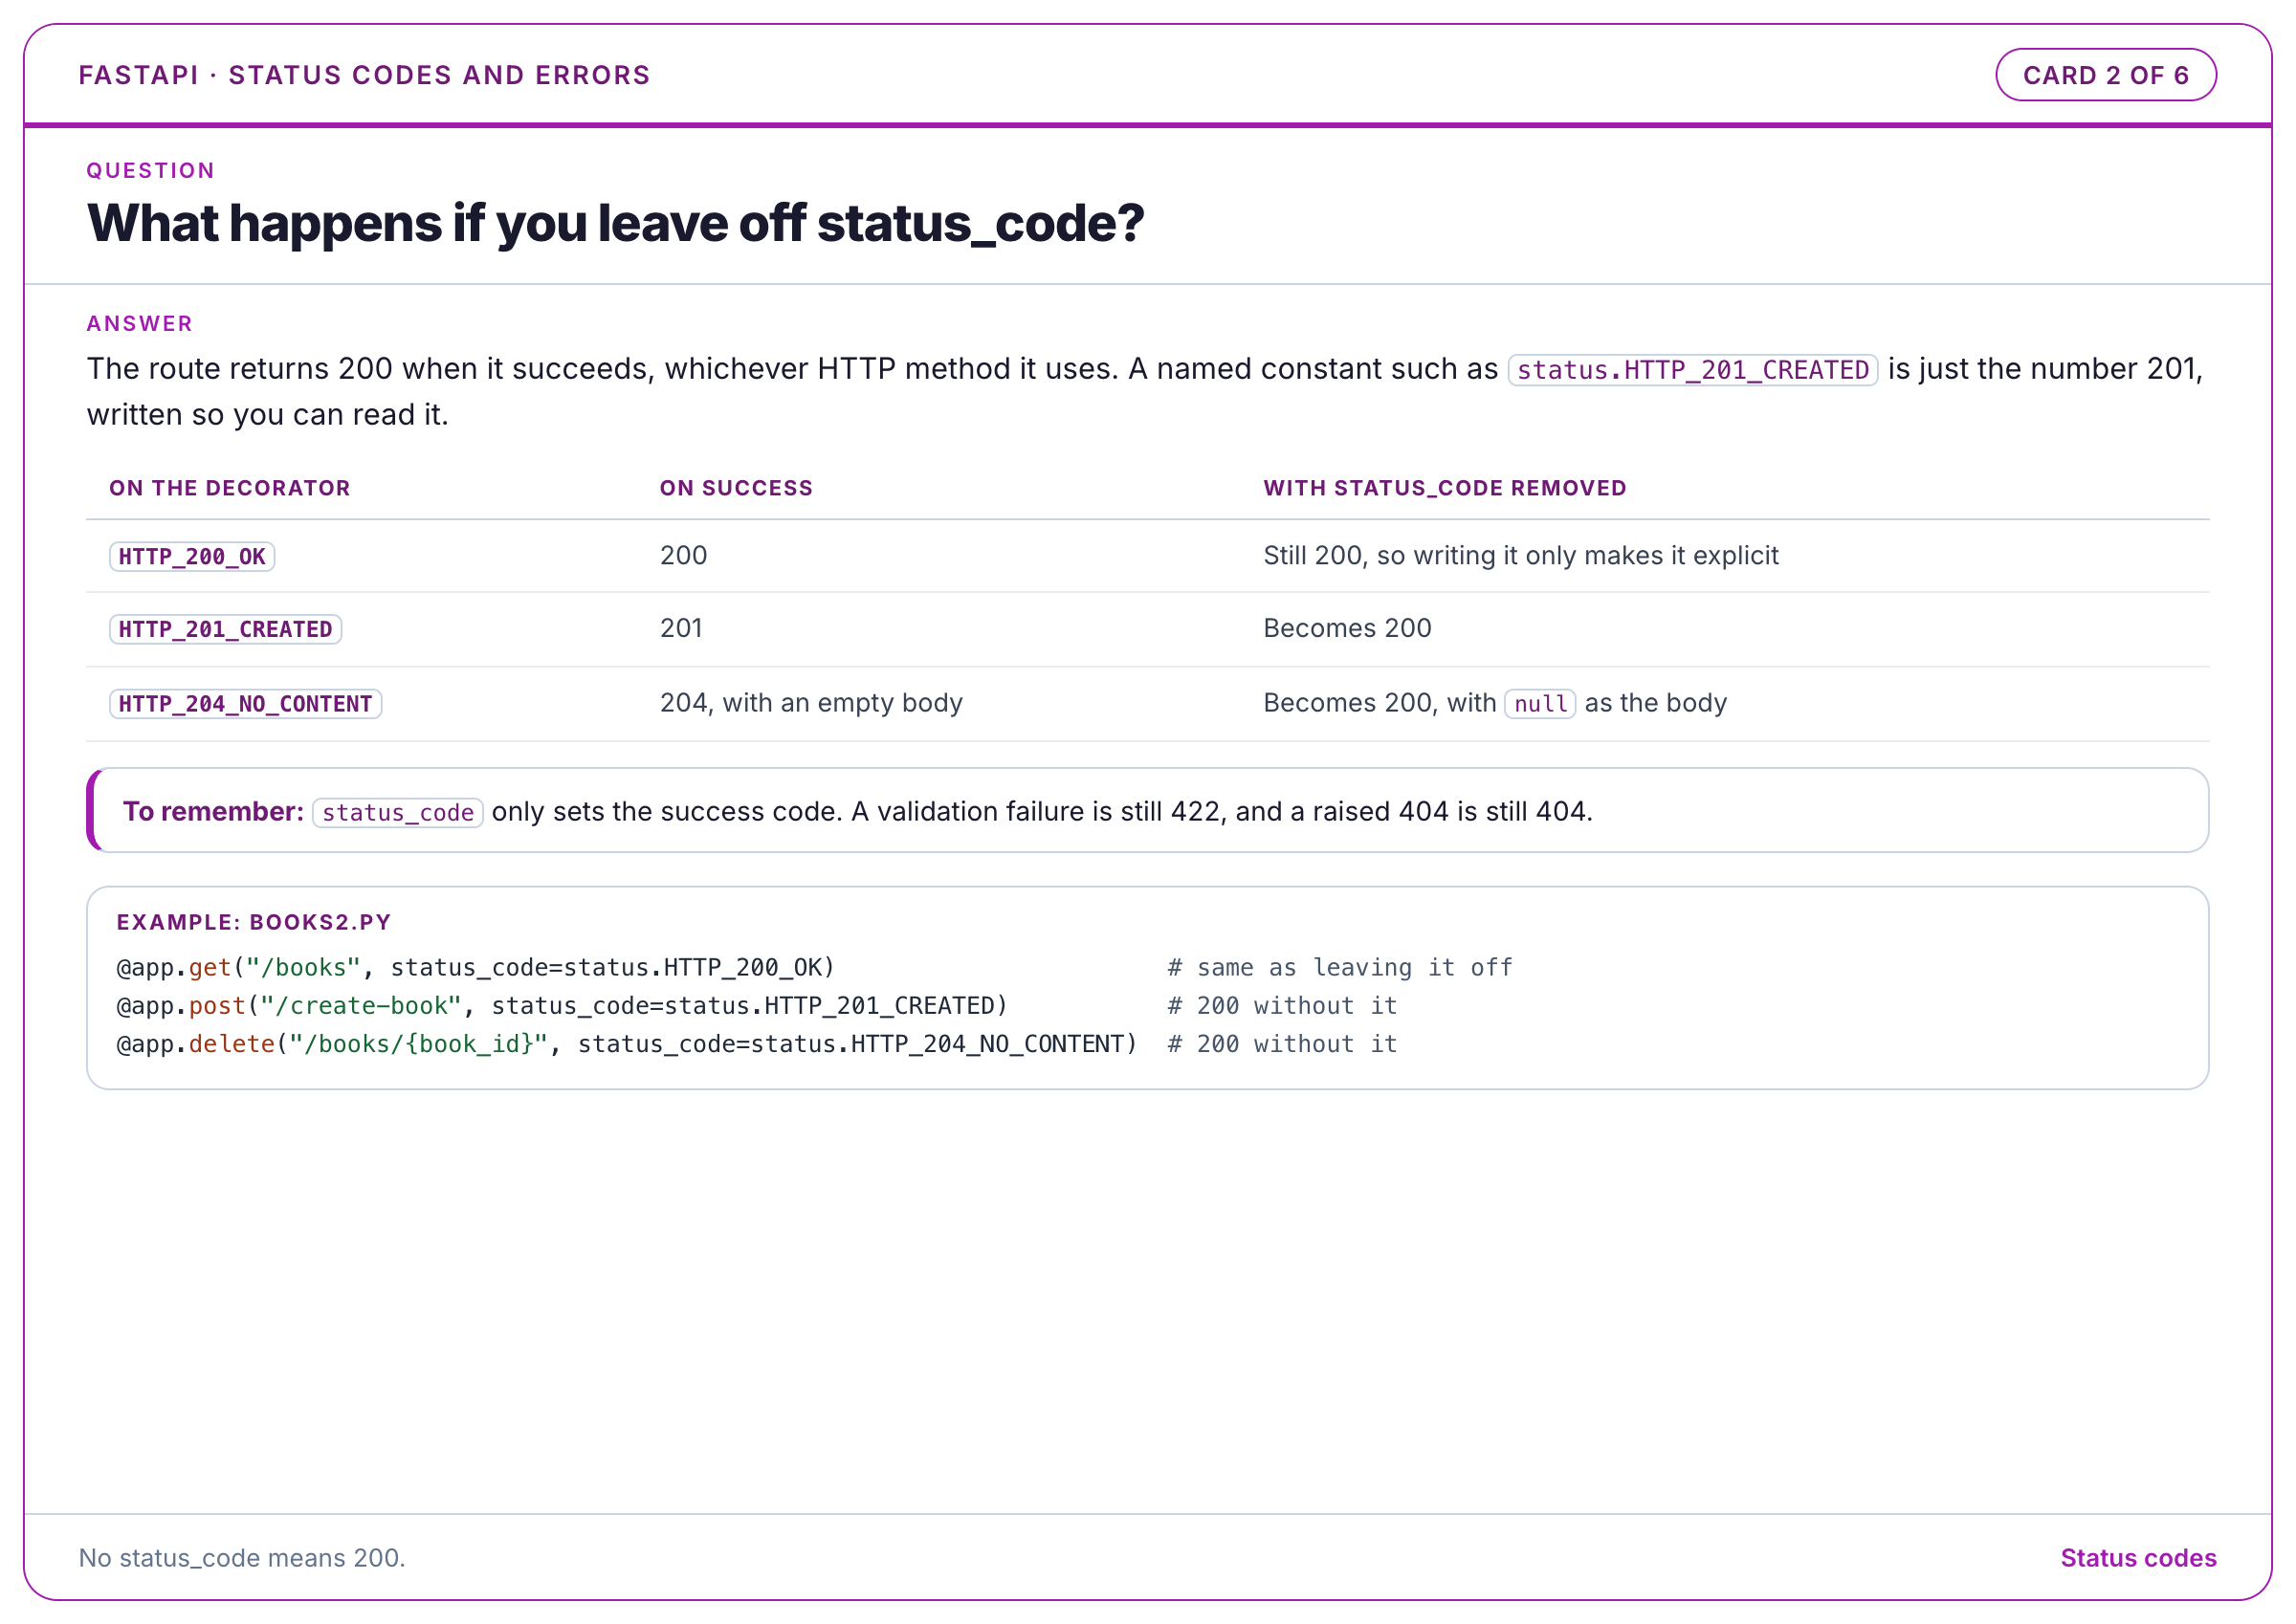 FASTAPI · STATUS CODES AND ERRORS
CARD 2 OF 6
QUESTION
What happens if you leave off status_code?
ANSWER
The route returns 200 when it succeeds, whichever HTTP method it uses. A named constant such as status.HTTP_201_CREATED is just the number 201,
written so you can read it.
ON THE DECORATOR ON SUCCESS WITH STATUS_CODE REMOVED
HTTP_200_OK 200 Still 200, so writing it only makes it explicit
HTTP_201_CREATED 201 Becomes 200
HTTP_204_NO_CONTENT 204, with an empty body Becomes 200, with null as the body
To remember: status_code only sets the success code. A validation failure is still 422, and a raised 404 is still 404.
EXAMPLE: BOOKS2.PY
@app.get("/books", status_code=status.HTTP_200_OK) # same as leaving it off
@app.post("/create-book", status_code=status.HTTP_201_CREATED) # 200 without it
@app.delete("/books/{book_id}", status_code=status.HTTP_204_NO_CONTENT) # 200 without it
No status_code means 200.
Status codes